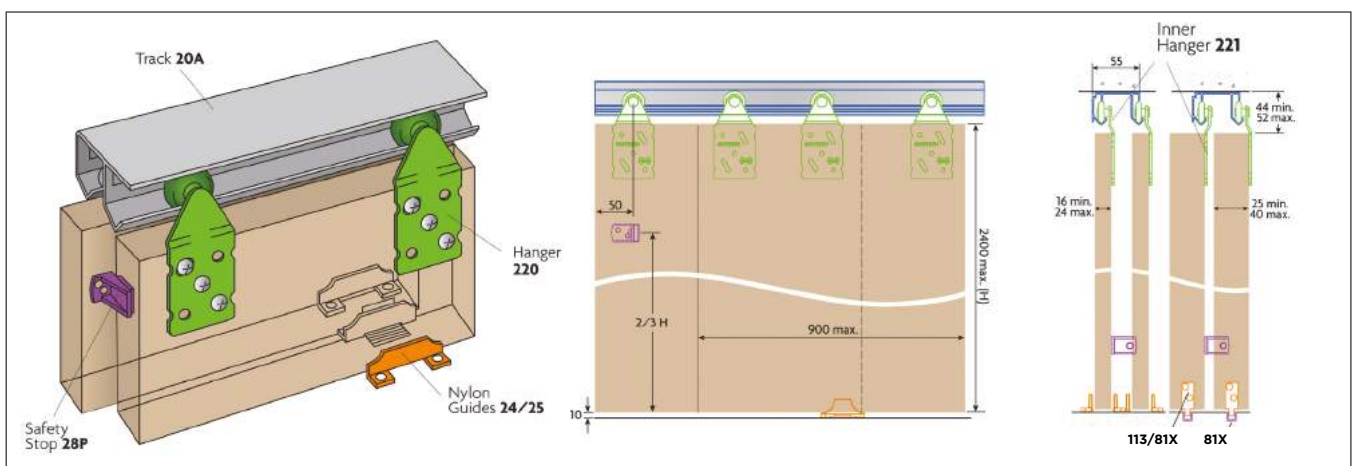 Track 20A
Hanger
220
Nylon
Guides 24/25
Safety
Stop 28P
50
2/3 H
900 max.
2400 max. (H)
10
Inner
Hanger 221
55
44 min.
52 max.
16 min.
24 max.
25 min.
40 max.
113/81X
81X